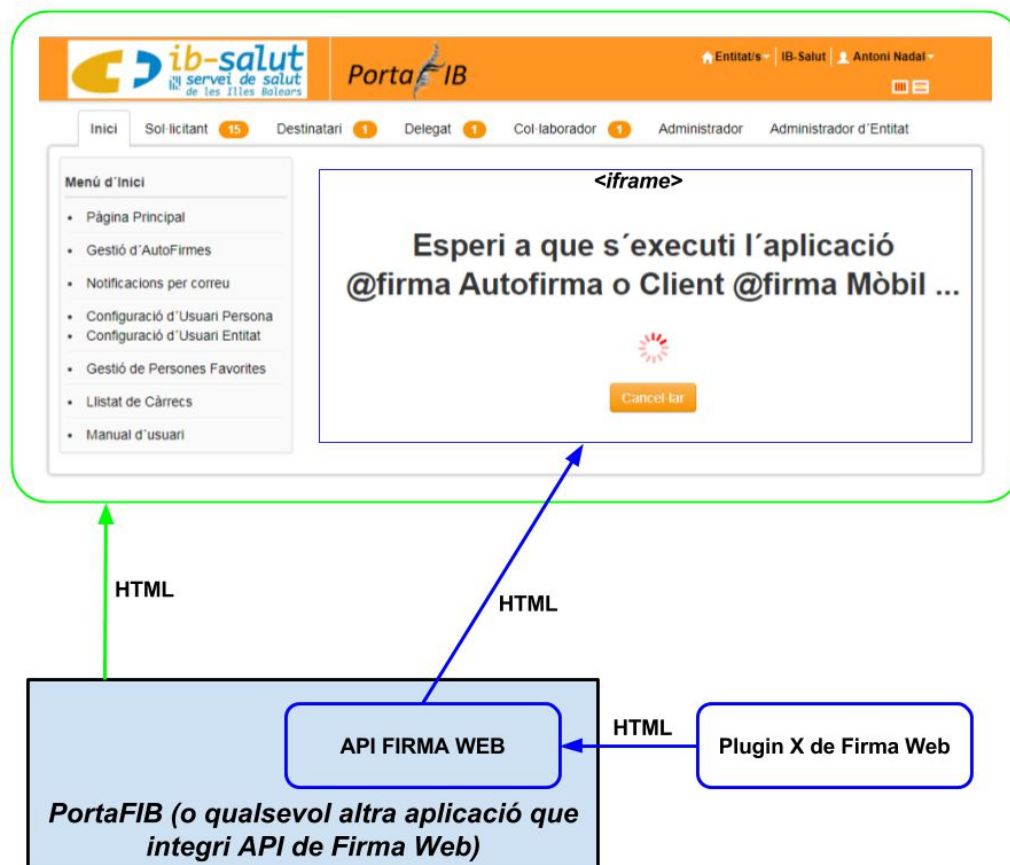 ib-salut
servei de salut
de les Illes Balears
PortaFIB
Entitat/s
IB-Salut
Antoni Nadal
Inici
Sol·licitant 15
Destinatari 1
Delegat 1
Col·laborador 1
Administrador
Administrador d´Entitat
Menú d´Inici
Pàgina Principal
Gestió d´AutoFirmes
Notificacions per correu
Configuració d´Usuari Persona
Configuració d´Usuari Entitat
Gestió de Persones Favorites
Llistat de Càrrecs
Manual d´usuari
<iframe>
Esperi a que s´executi l´aplicació
@firma Autofirma o Client @firma Mòbil ...
Cancel·lar
HTML
HTML
API FIRMA WEB
HTML
Plugin X de Firma Web
PortaFIB (o qualsevol altra aplicació que
integri API de Firma Web)